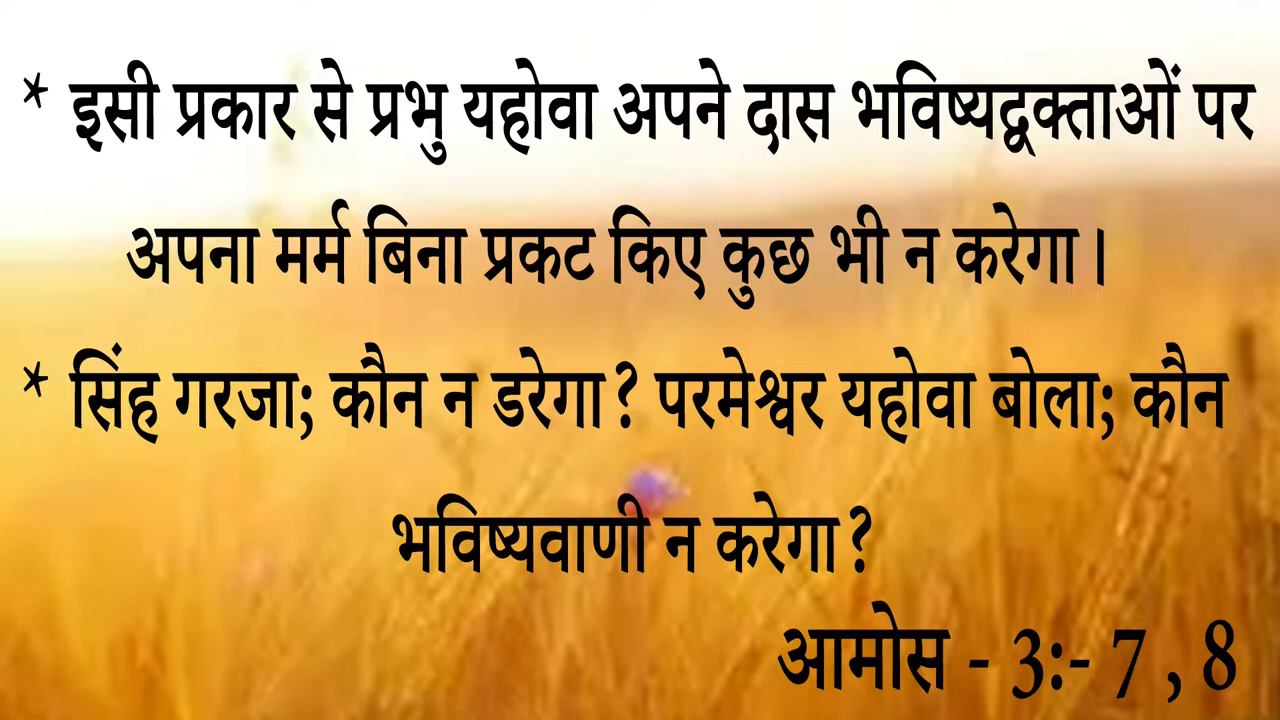 * इसी प्रकार से प्रभु यहोवा अपने दास भविष्यद्वक्ताओं पर
अपना मर्म बिना प्रकट किए कुछ भी न करेगा।
* सिंह गरजा; कौन न डरेगा? परमेश्वर यहोवा बोला; कौन
भविष्यवाणी न करेगा?
आमोस - 3:- 7 , 8